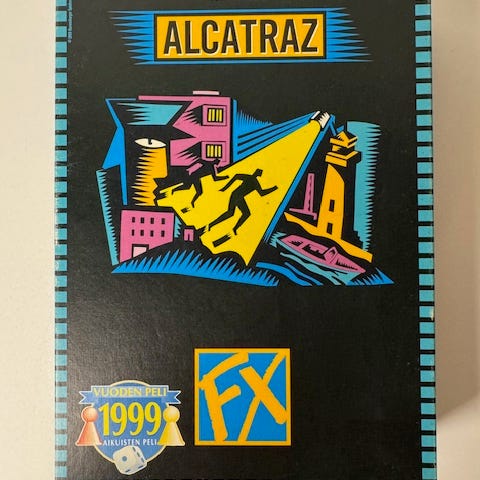 ALCATRAZ
FX
VUODEN PELI
1999
AIKUISTEN PELI